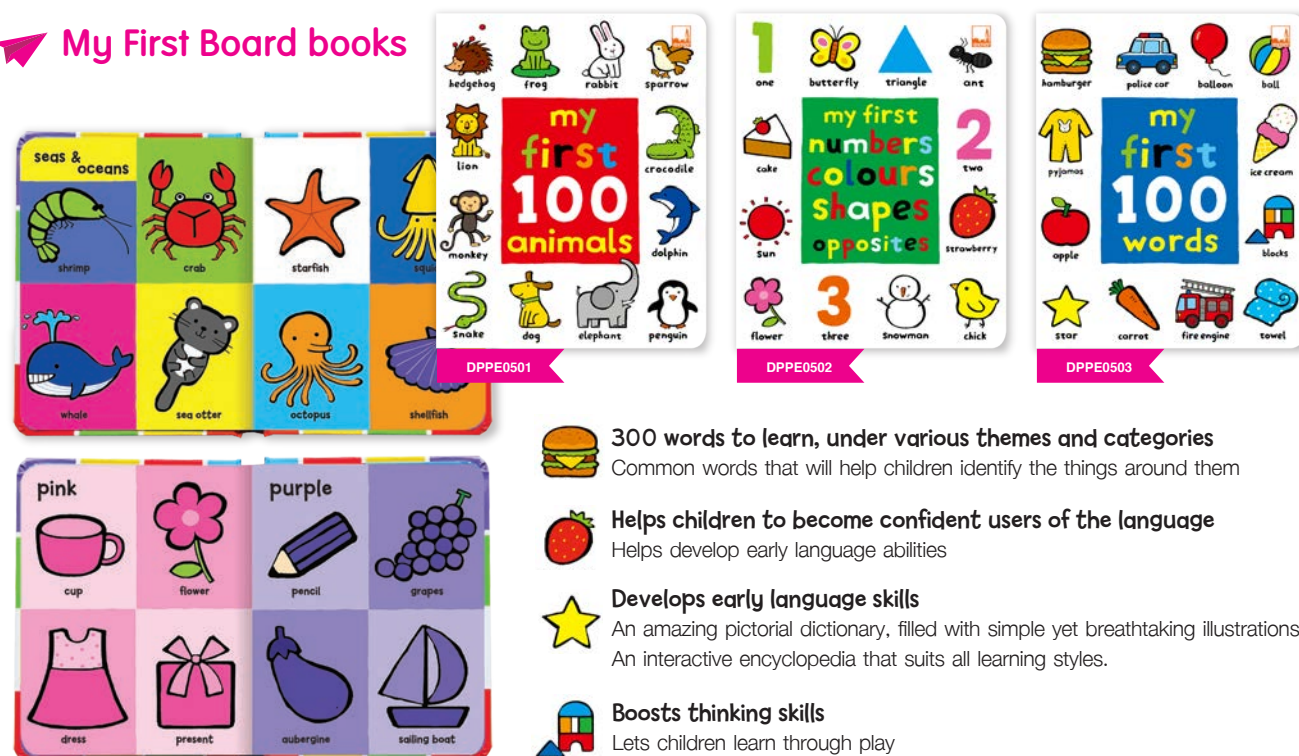 My First Board books
hedgehog frog rabbit sparrow
lion
crocodile
monkey
dolphin
snake dog elephant penguin
my
first
100
animals
DPPE0501
1
one butterfly triangle ant
cake
2
two
sun
strawberry
flower
3
three snowman chick
my first
numbers
colours
shapes
opposites
DPPE0502
hamburger police car balloon ball
pyjamas
ice cream
apple
blocks
star carrot fire engine towel
my
first
100
words
DPPE0503
seas &
oceans
shrimp crab starfish
whale sea otter octopus shellfish
pink purple
cup flower pencil grapes
dress present aubergine sailing boat
300 words to learn, under various themes and categories
Common words that will help children identify the things around them
Helps children to become confident users of the language
Helps develop early language abilities
Develops early language skills
An amazing pictorial dictionary, filled with simple yet breathtaking illustrations
An interactive encyclopedia that suits all learning styles.
Boosts thinking skills
Lets children learn through play